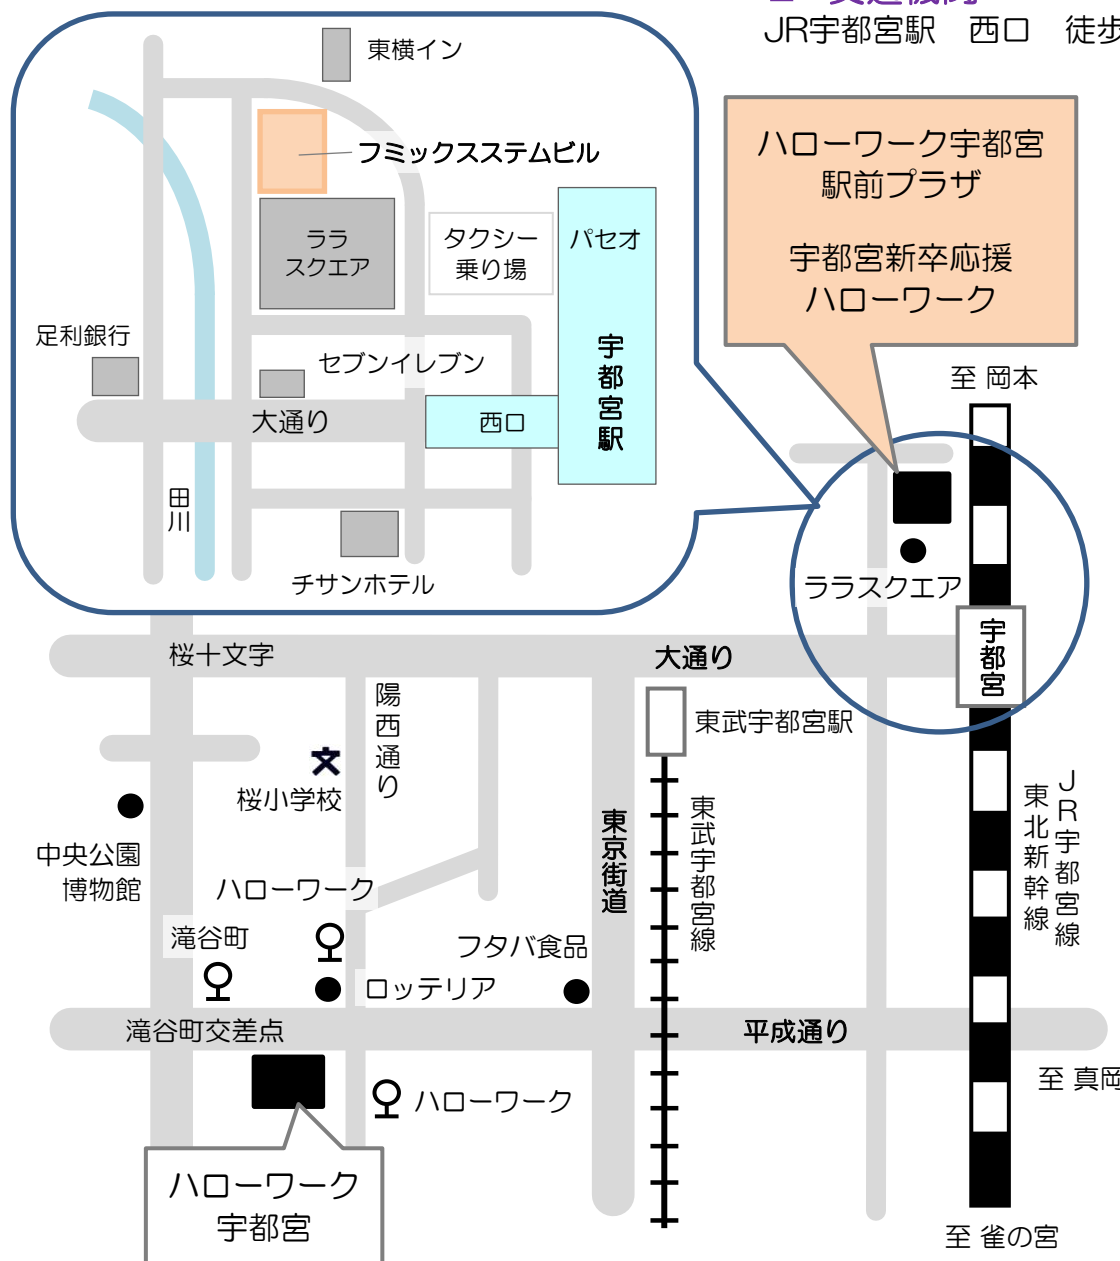 JR宇都宮駅　西口　徒歩
東横イン
フミックスステムビル
ララ
スクエア
タクシー
乗り場
パセオ
宇都宮駅
足利銀行
セブンイレブン
大通り
西口
田川
チサンホテル
ハローワーク宇都宮
駅前プラザ
宇都宮新卒応援
ハローワーク
至 岡本
ララスクエア
宇都宮
桜十文字
大通り
陽西通り
東武宇都宮駅
桜小学校
中央公園
博物館
東京街道
東武宇都宮線
東北新幹線
JR宇都宮線
ハローワーク
滝谷町
フタバ食品
ロッテリア
滝谷町交差点
平成通り
至 真岡
ハローワーク
ハローワーク
宇都宮
至 雀の宮